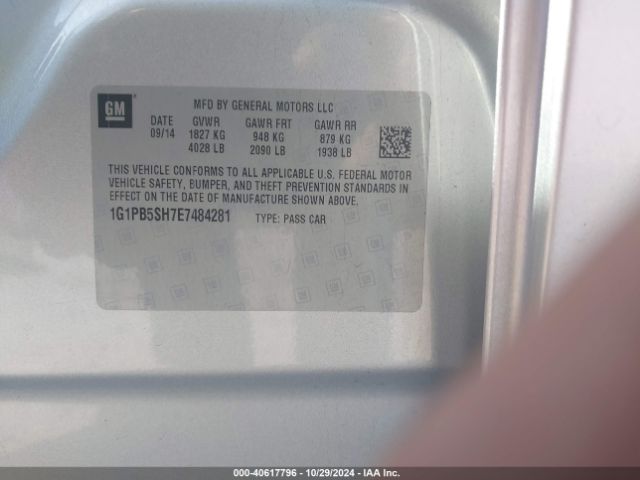 GM
MFD BY GENERAL MOTORS LLC
DATE GVWR GAWR FRT GAWR RR
09/14 1827 KG 948 KG 879 KG
4028 LB 2090 LB 1938 LB
THIS VEHICLE CONFORMS TO ALL APPLICABLE U.S. FEDERAL MOTOR
VEHICLE SAFETY, BUMPER, AND THEFT PREVENTION STANDARDS IN
EFFECT ON THE DATE OF MANUFACTURE SHOWN ABOVE.
1G1PB5SH7E7484281 TYPE: PASS CAR
000-40617796 - 10/29/2024 - IAA Inc.